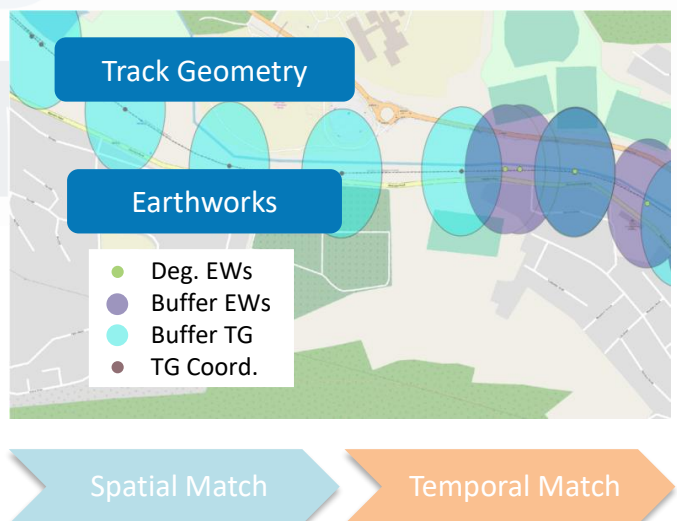 Track Geometry
Earthworks
Deg. EWs
Buffer EWs
Buffer TG
TG Coord.
Spatial Match
Temporal Match